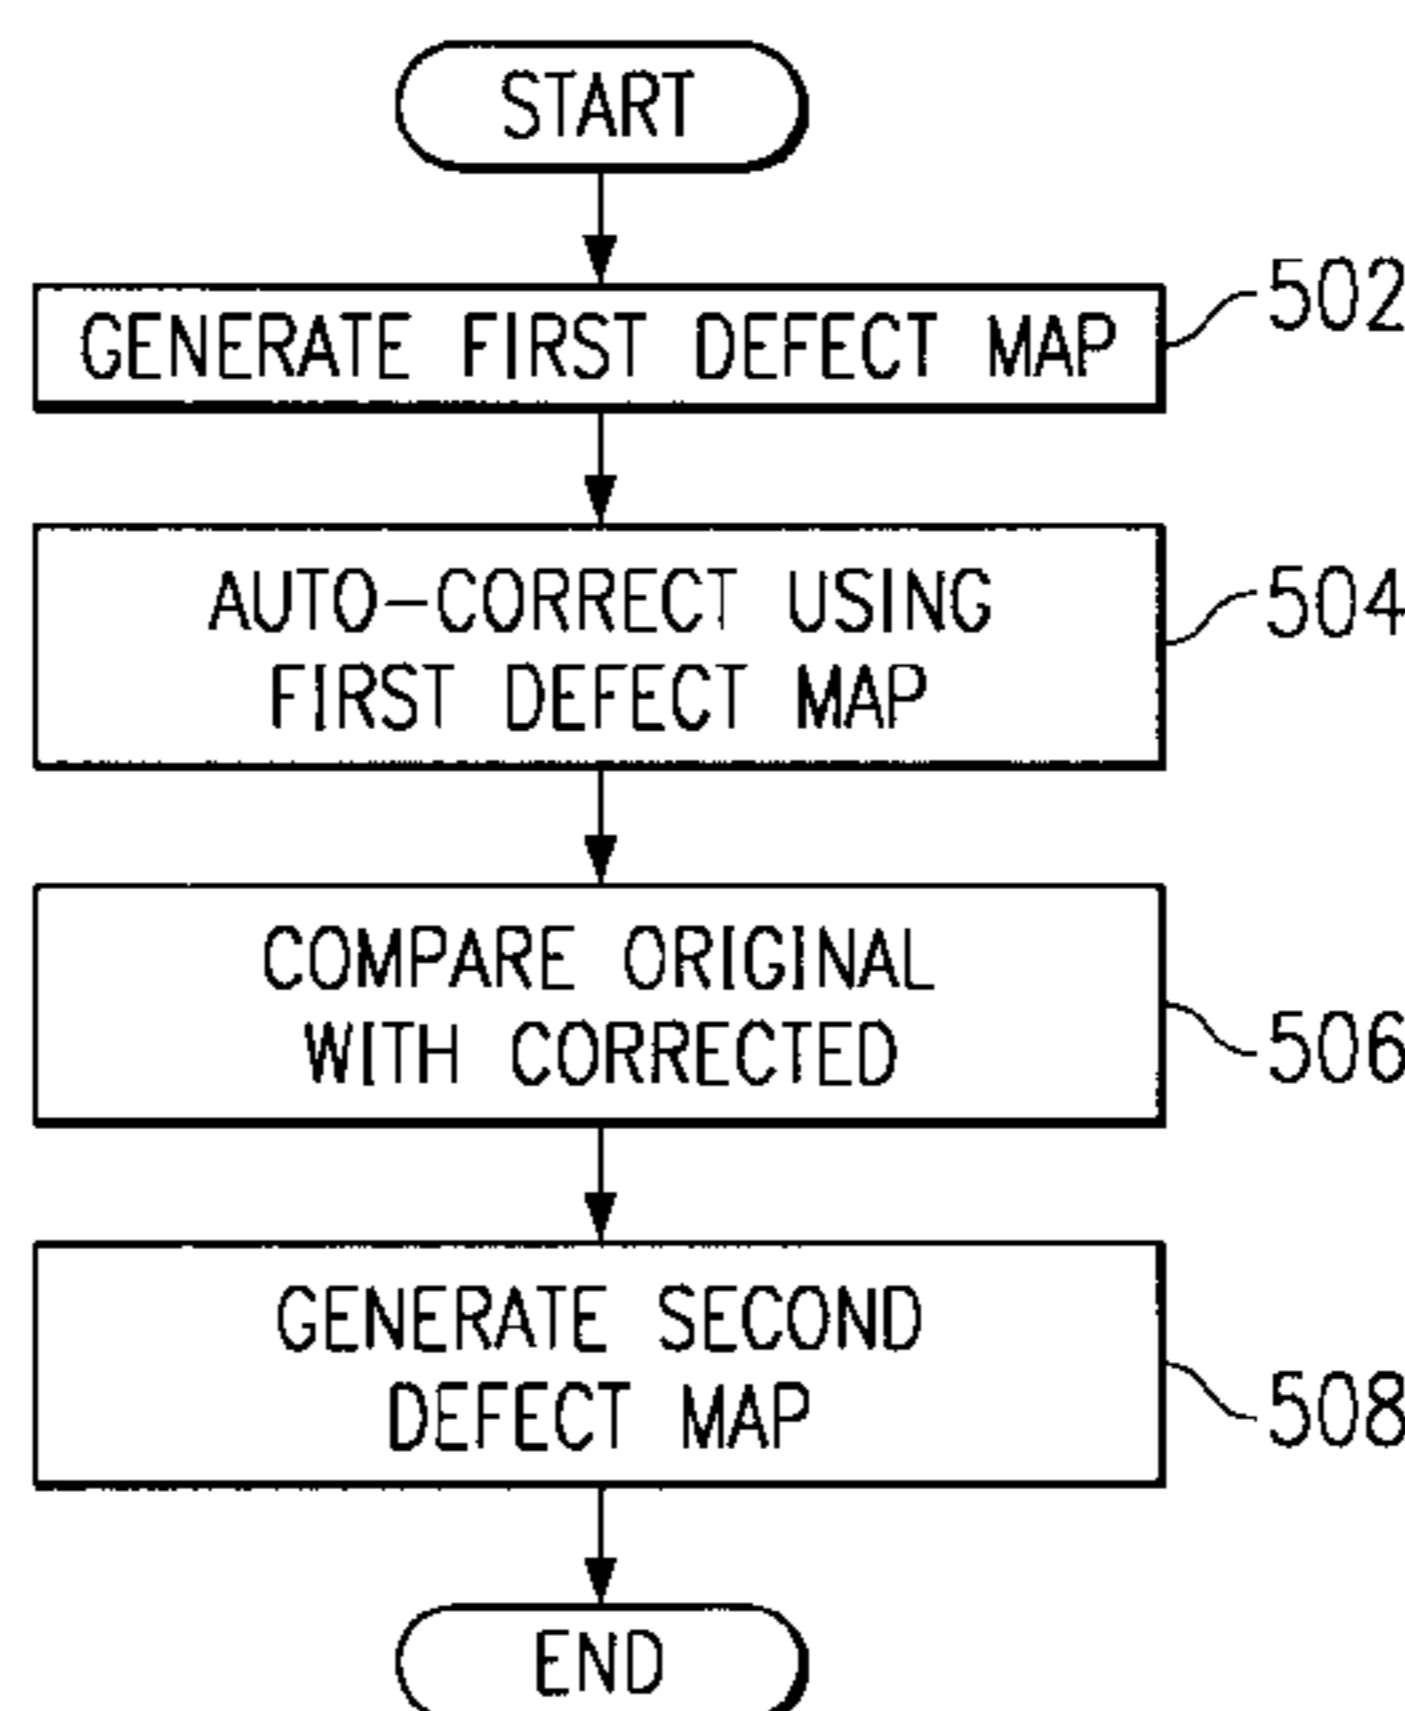 START
GENERATE FIRST DEFECT MAP
502
AUTO-CORRECT USING
FIRST DEFECT MAP
504
COMPARE ORIGINAL
WITH CORRECTED
506
GENERATE SECOND
DEFECT MAP
508
END